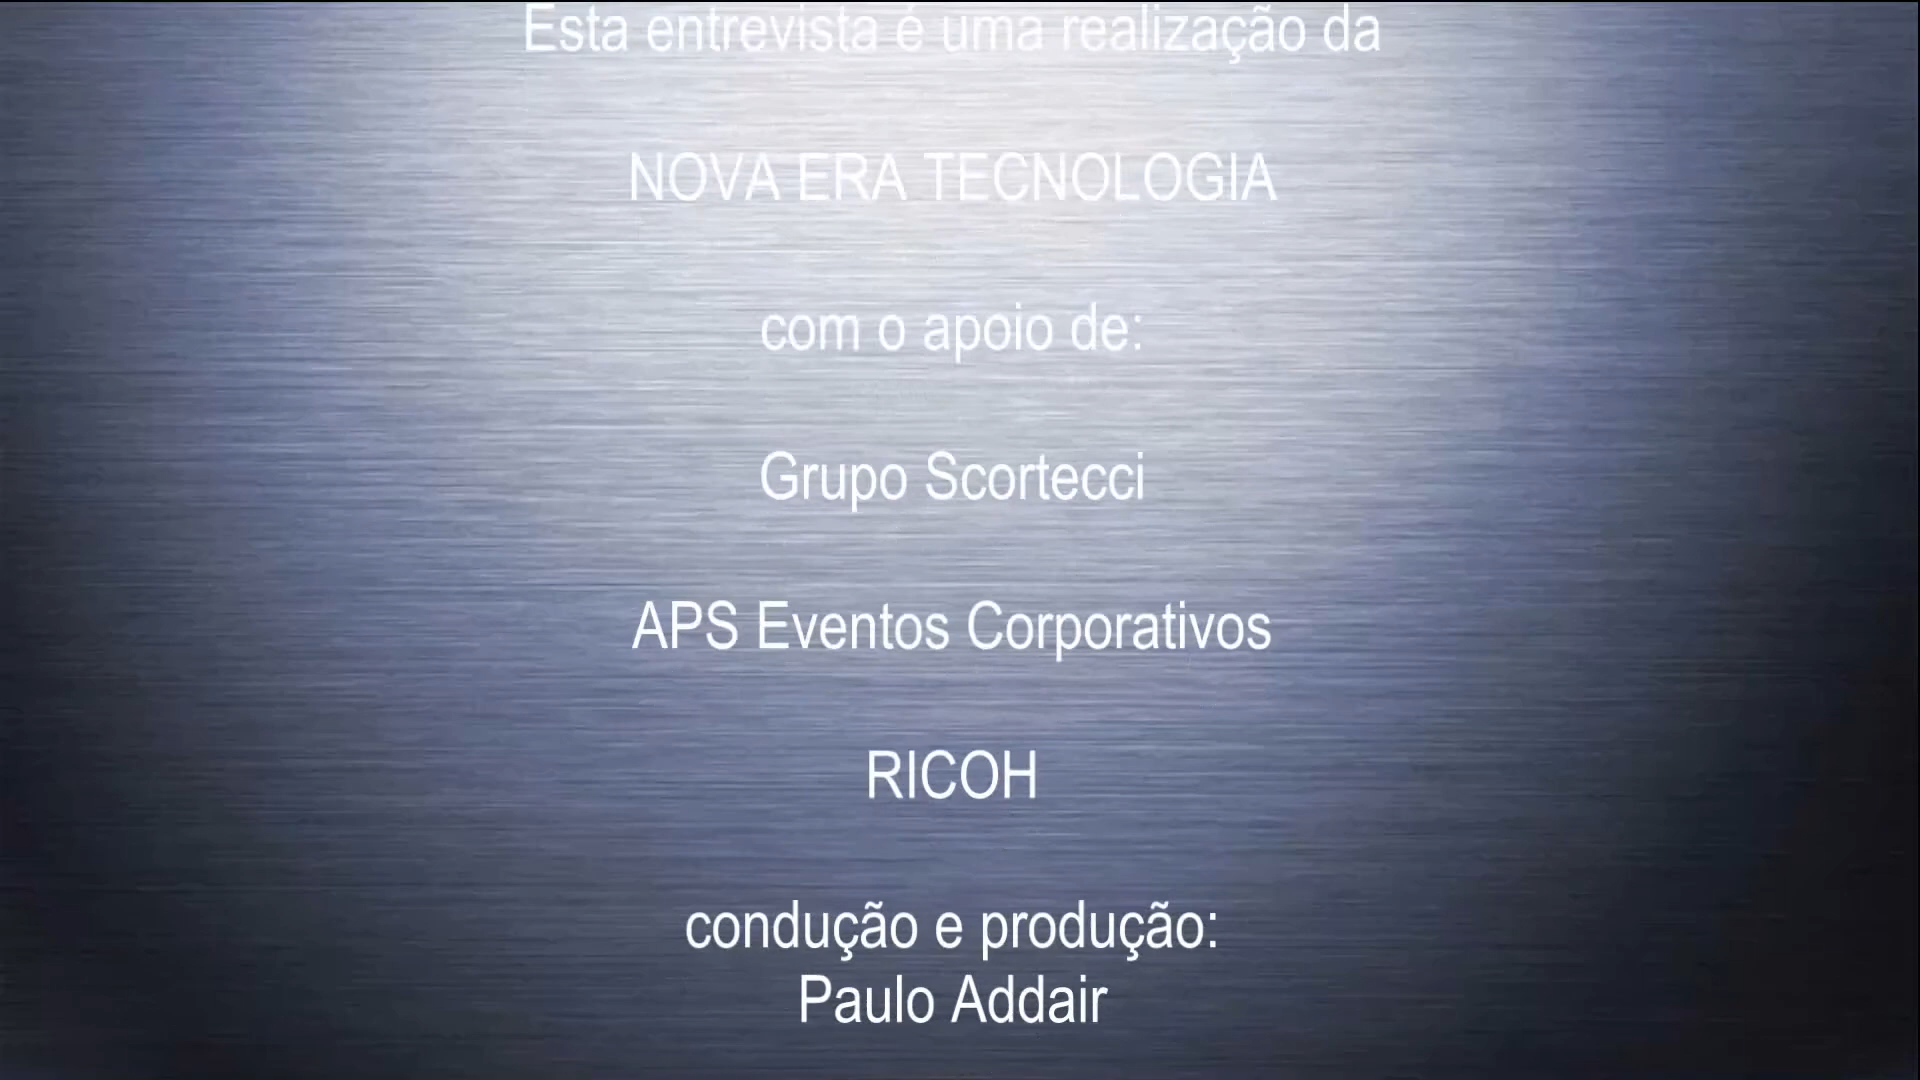 Esta entrevista é uma realização da
NOVA ERA TECNOLOGIA
com o apoio de:
Grupo Scortecci
APS Eventos Corporativos
RICOH
condução e produção:
Paulo Addair